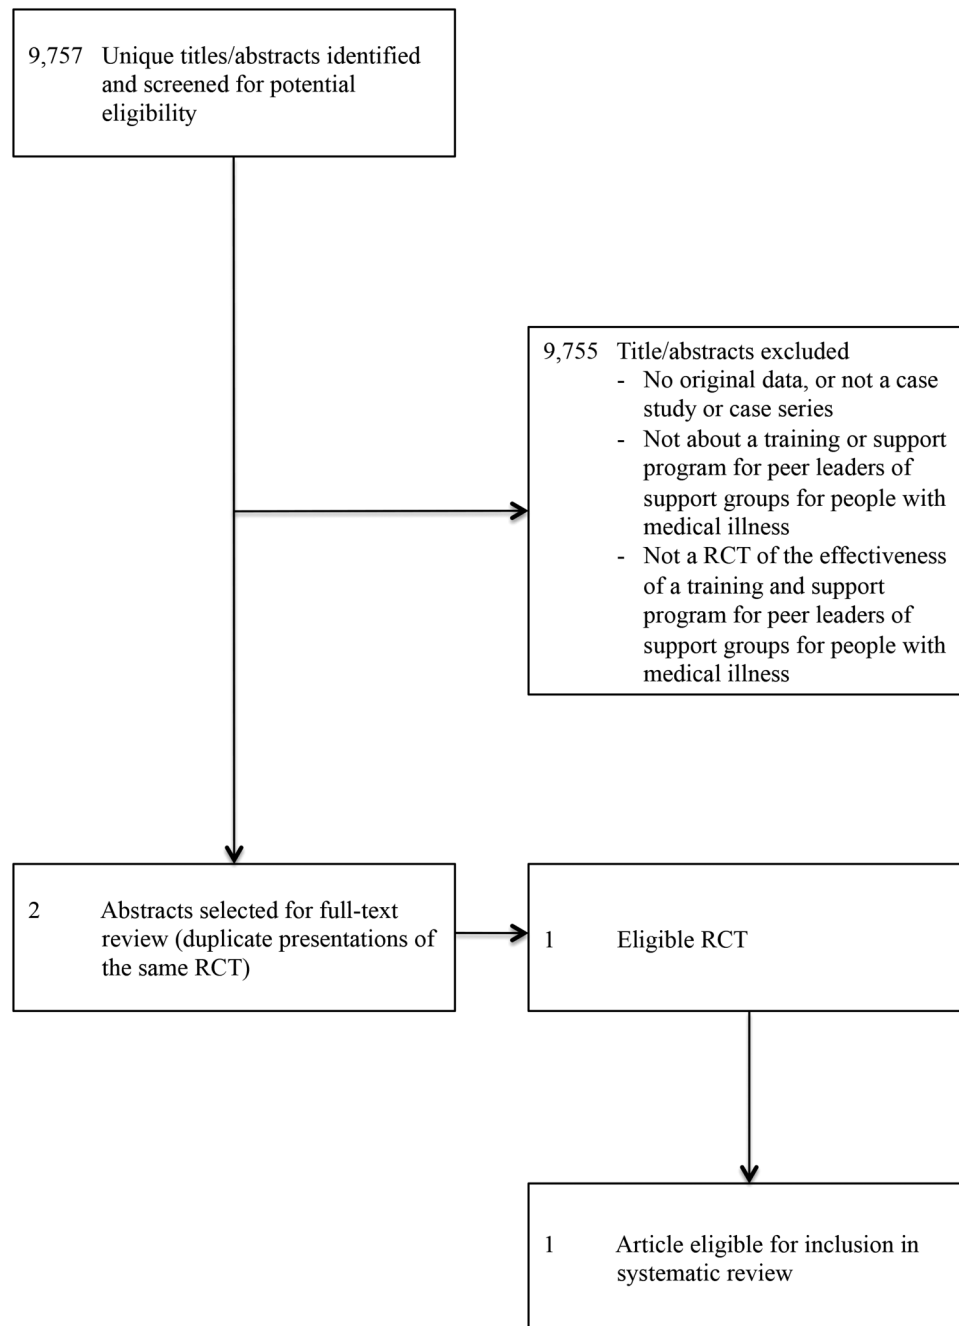 9,757 Unique titles/abstracts identified
and screened for potential
eligibility
9,755 Title/abstracts excluded
- No original data, or not a case
study or case series
- Not about a training or support
program for peer leaders of
support groups for people with
medical illness
- Not a RCT of the effectiveness
of a training and support
program for peer leaders of
support groups for people with
medical illness
2 Abstracts selected for full-text
review (duplicate presentations of
the same RCT)
1 Eligible RCT
1 Article eligible for inclusion in
systematic review